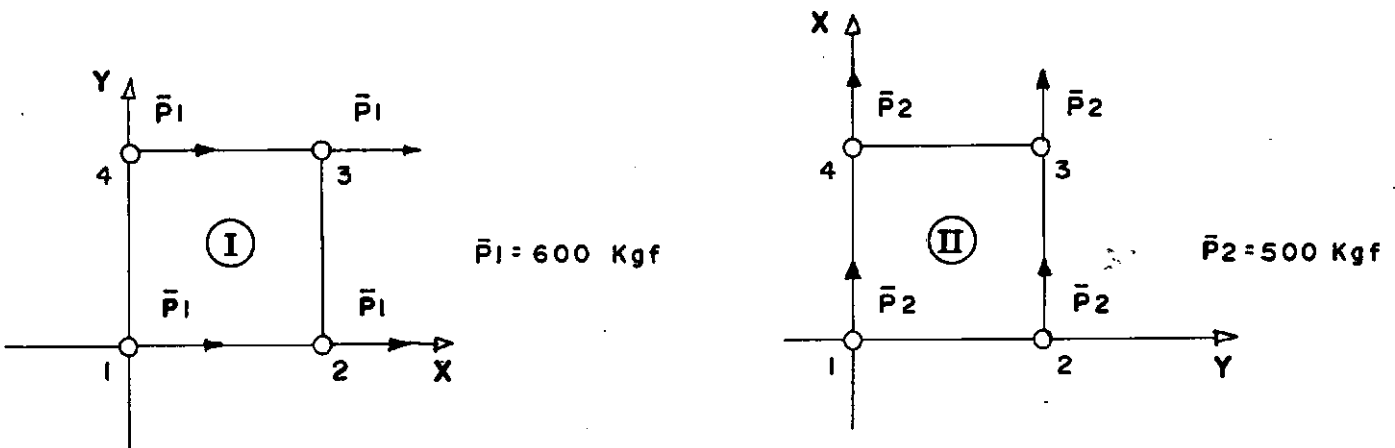 Y
P̄1 P̄1
4 3
I
P̄1 = 600 Kgf
P̄1 P̄1
1 2 X
X
P̄2 P̄2
4 3
II
P̄2 = 500 Kgf
P̄2 P̄2
1 2 Y